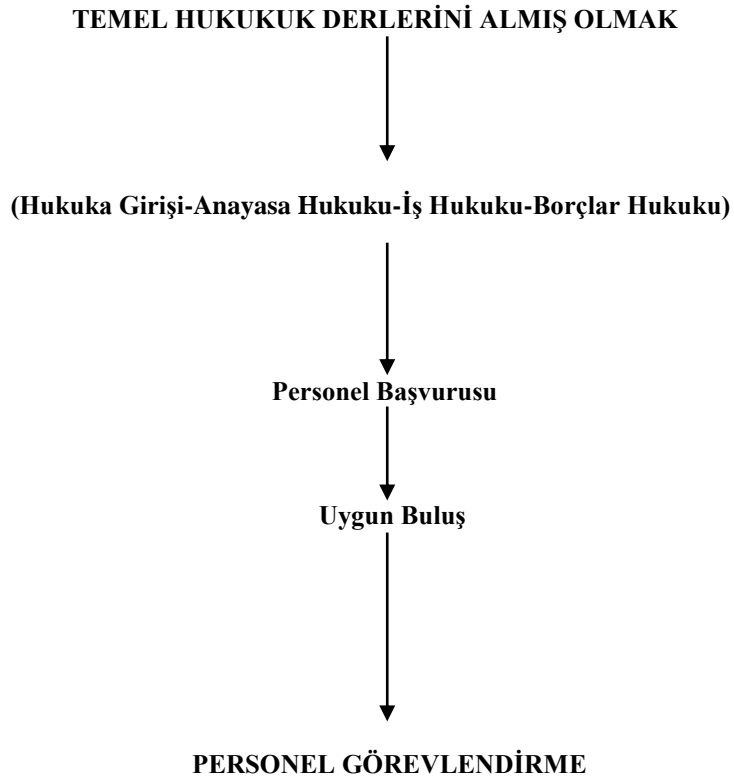 TEMEL HUKUKUK DERLERİNİ ALMIŞ OLMAK
(Hukuka Girişi-Anayasa Hukuku-İş Hukuku-Borçlar Hukuku)
Personel Başvurusu
Uygun Buluş
PERSONEL GÖREVLENDİRME